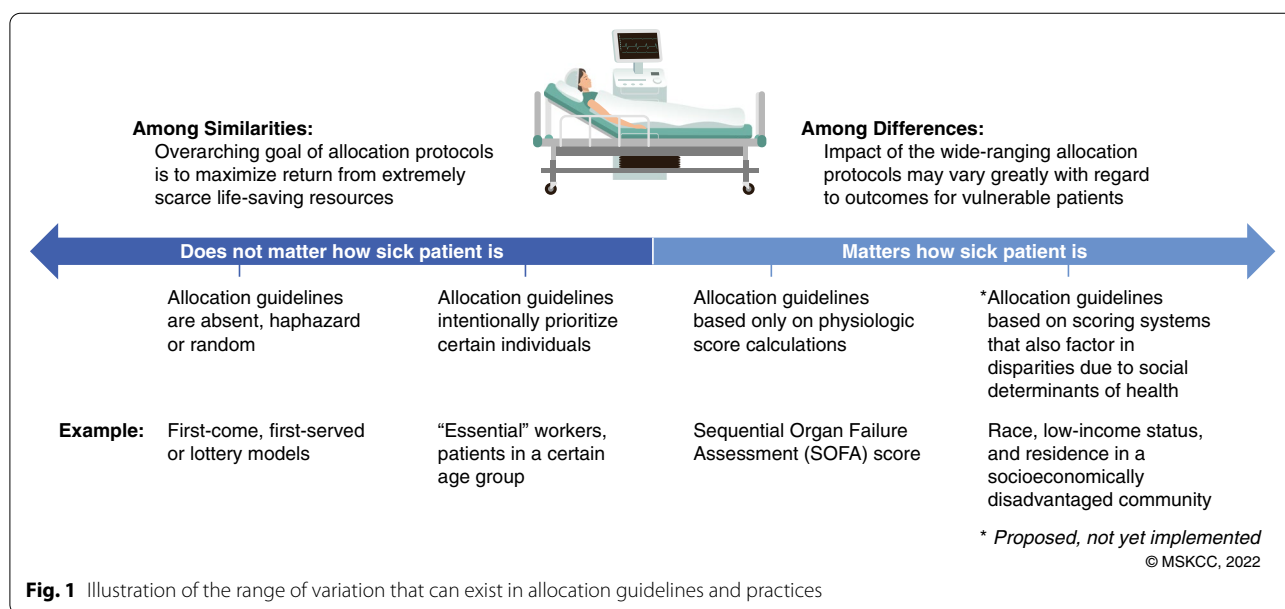 Among Similarities:
Overarching goal of allocation protocols
is to maximize return from extremely
scarce life-saving resources
Among Differences:
Impact of the wide-ranging allocation
protocols may vary greatly with regard
to outcomes for vulnerable patients
Does not matter how sick patient is
Matters how sick patient is
Allocation guidelines
are absent, haphazard
or random
Allocation guidelines
intentionally prioritize
certain individuals
Allocation guidelines
based only on physiologic
score calculations
*Allocation guidelines
based on scoring systems
that also factor in
disparities due to social
determinants of health
Example:
First-come, first-served
or lottery models
“Essential” workers,
patients in a certain
age group
Sequential Organ Failure
Assessment (SOFA) score
Race, low-income status,
and residence in a
socioeconomically
disadvantaged community
* Proposed, not yet implemented
© MSKCC, 2022
Fig. 1 Illustration of the range of variation that can exist in allocation guidelines and practices